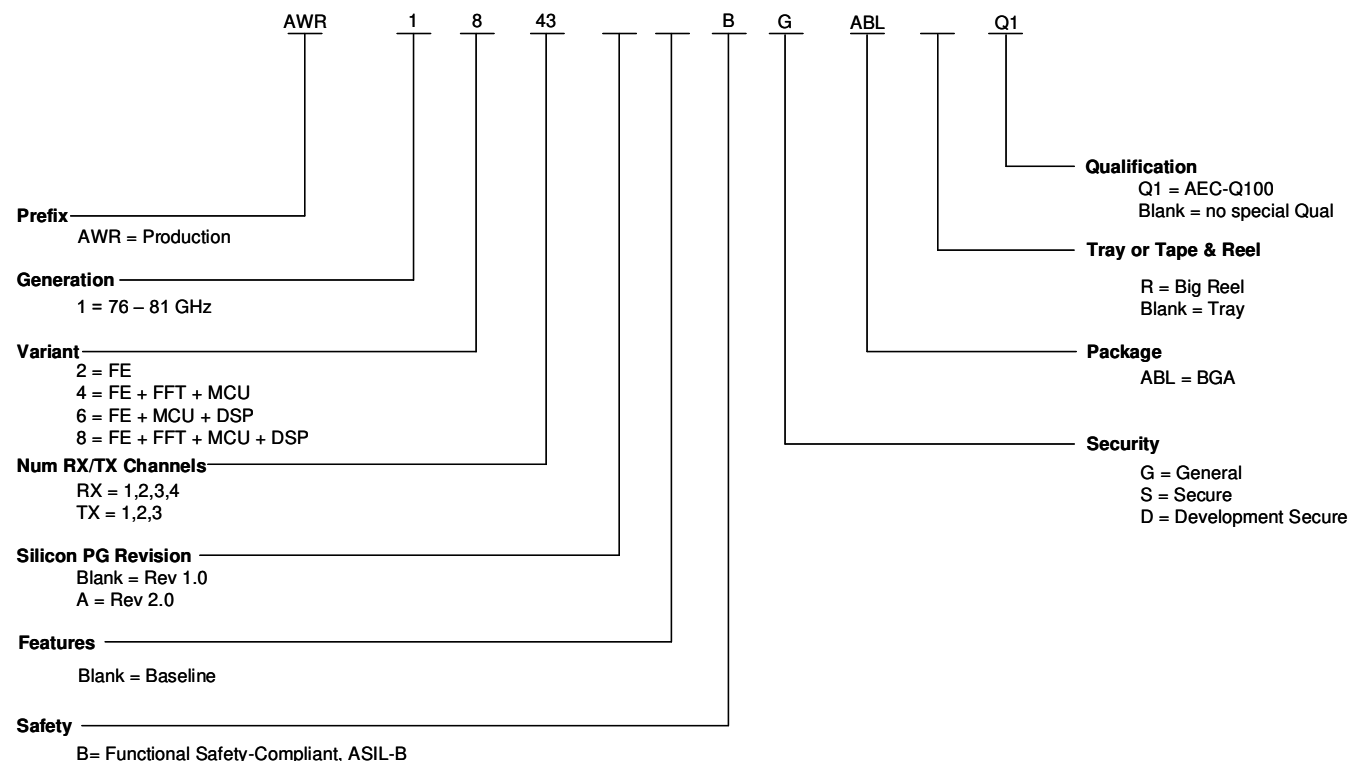 AWR 1 8 43 B G ABL Q1
Prefix
AWR = Production
Generation
1 = 76 – 81 GHz
Variant
2 = FE
4 = FE + FFT + MCU
6 = FE + MCU + DSP
8 = FE + FFT + MCU + DSP
Num RX/TX Channels
RX = 1,2,3,4
TX = 1,2,3
Silicon PG Revision
Blank = Rev 1.0
A = Rev 2.0
Features
Blank = Baseline
Safety
B= Functional Safety-Compliant, ASIL-B
Qualification
Q1 = AEC-Q100
Blank = no special Qual
Tray or Tape & Reel
R = Big Reel
Blank = Tray
Package
ABL = BGA
Security
G = General
S = Secure
D = Development Secure